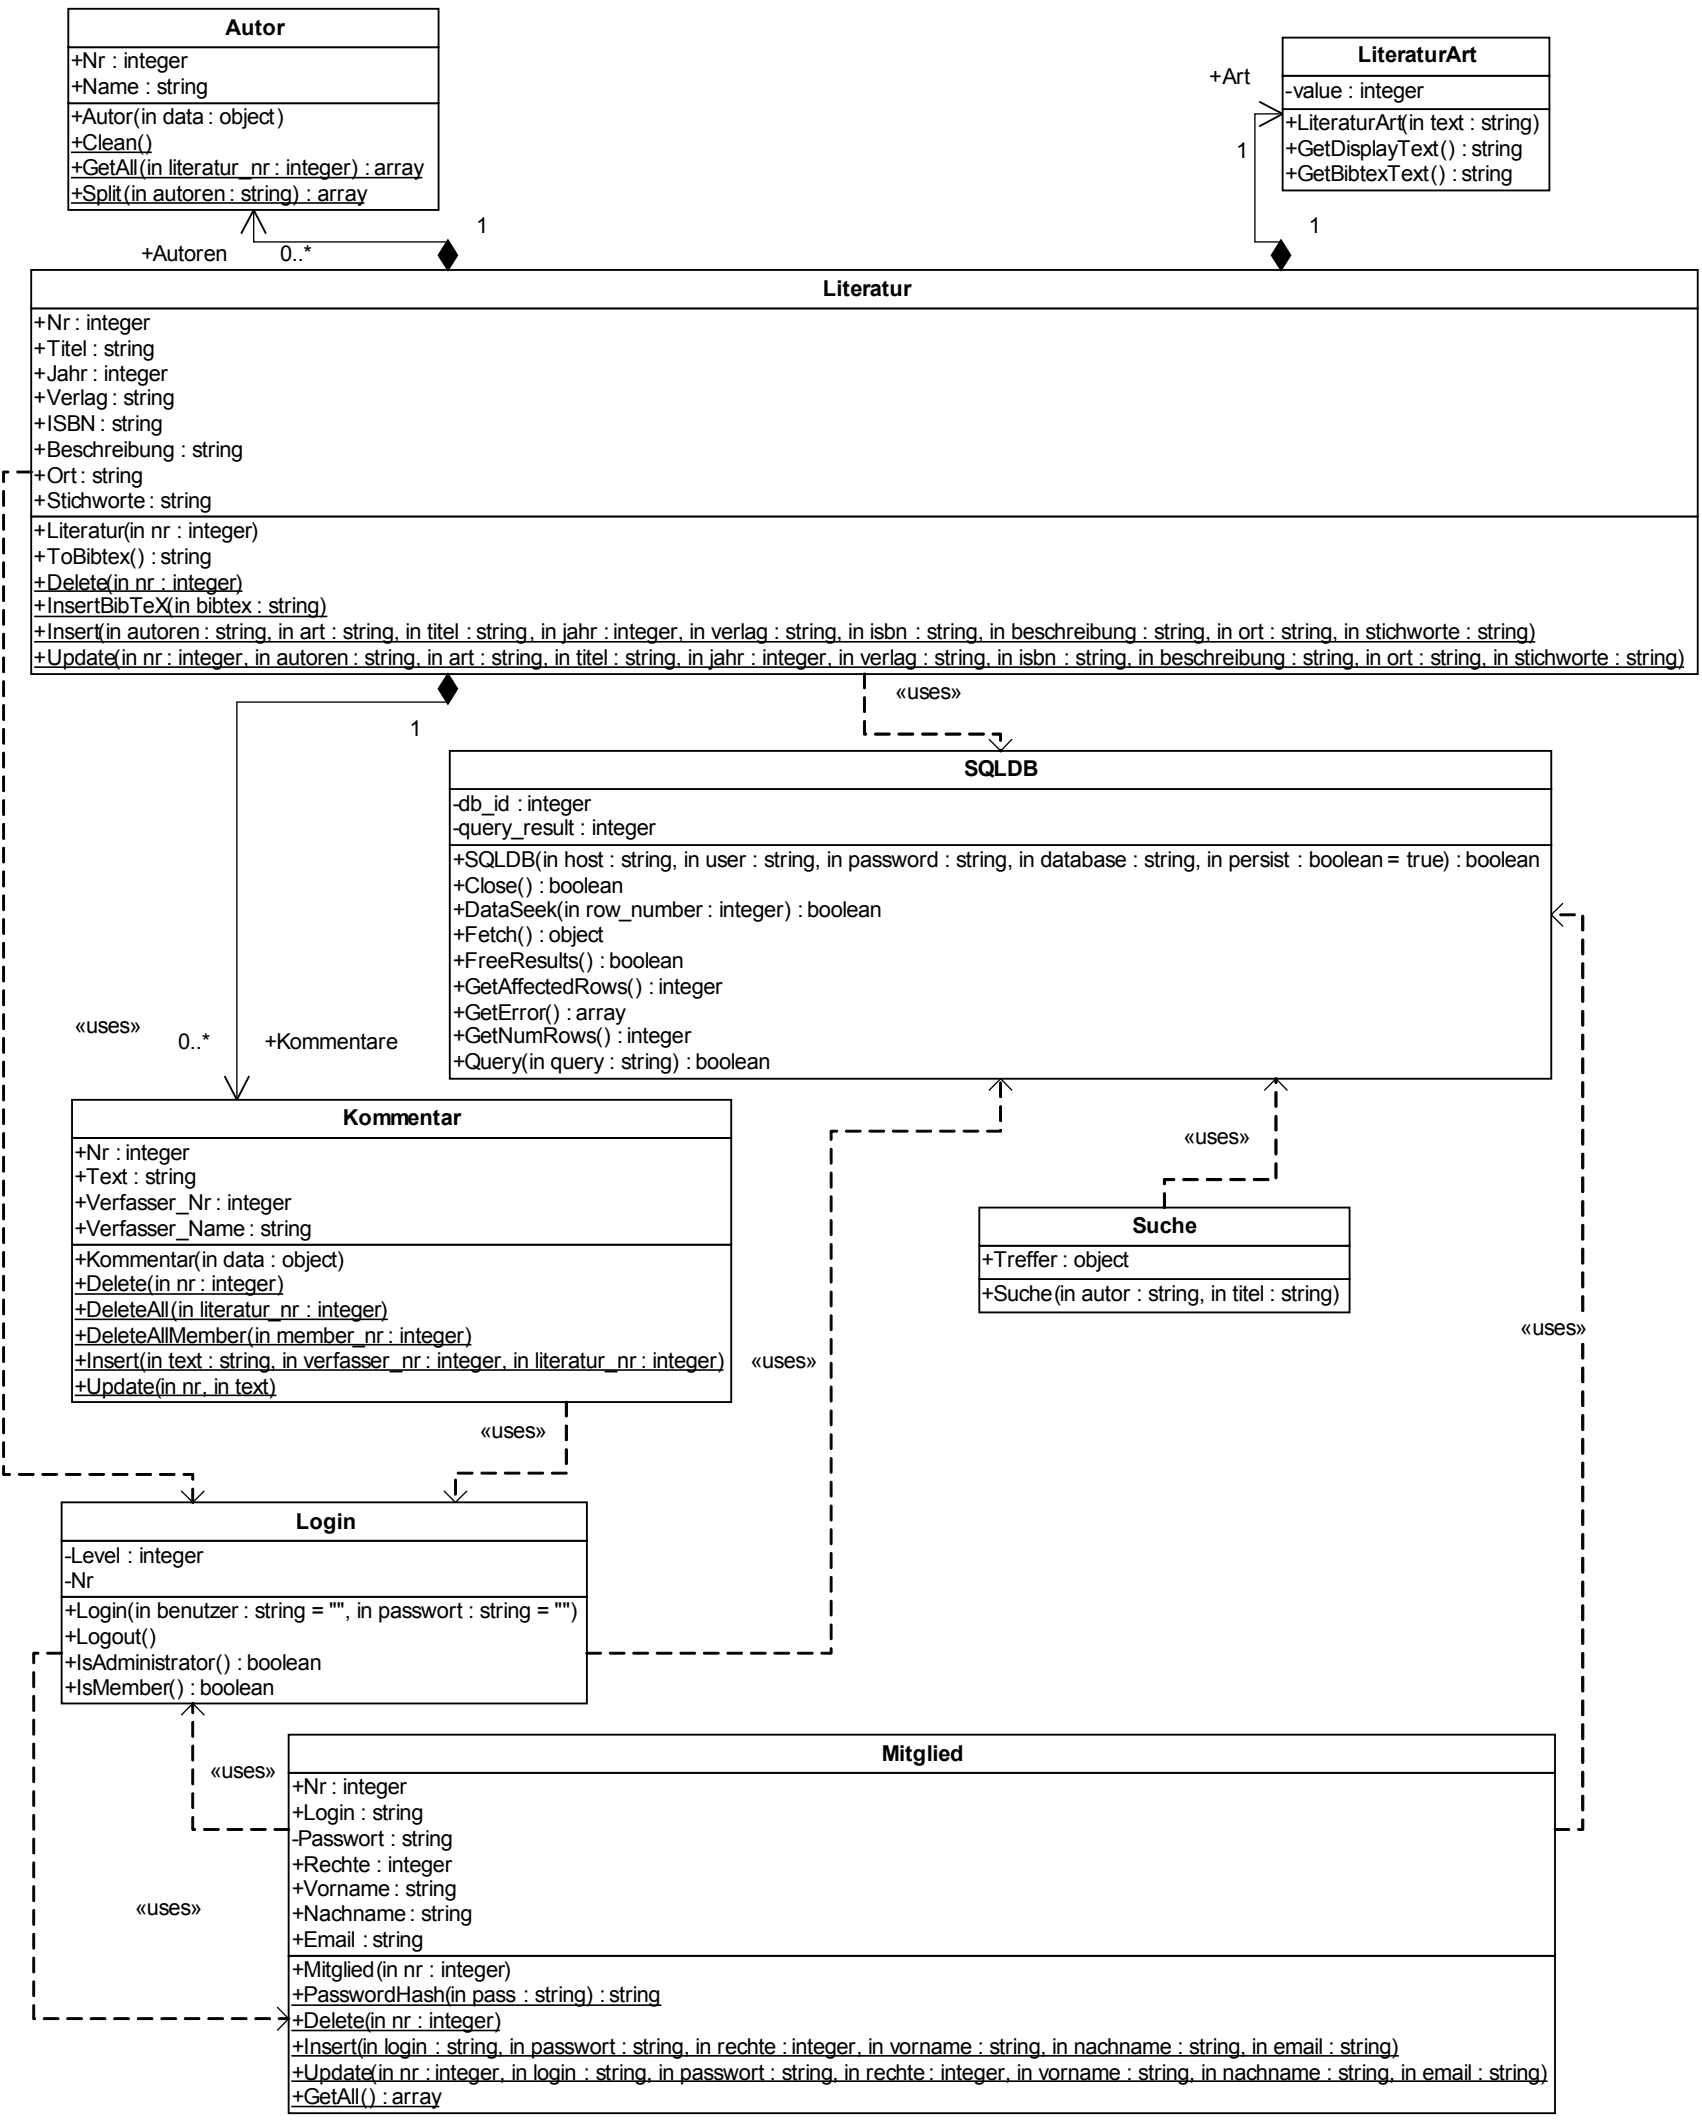 Autor
+Nr : integer
+Name : string
+Autor(in data : object)
+Clean()
+GetAll(in literatur_nr : integer) : array
+Split(in autoren : string) : array
LiteraturArt
-value : integer
+LiteraturArt(in text : string)
+GetDisplayText() : string
+GetBibtexText() : string
+Art
1
1
+Autoren
0..*
1
Literatur
+Nr : integer
+Titel : string
+Jahr : integer
+Verlag : string
+ISBN : string
+Beschreibung : string
+Ort : string
+Stichworte : string
+Literatur(in nr : integer)
+ToBibtex() : string
+Delete(in nr : integer)
+InsertBibTeX(in bibtex : string)
+Insert(in autoren : string, in art : string, in titel : string, in jahr : integer, in verlag : string, in isbn : string, in beschreibung : string, in ort : string, in stichworte : string)
+Update(in nr : integer, in autoren : string, in art : string, in titel : string, in jahr : integer, in verlag : string, in isbn : string, in beschreibung : string, in ort : string, in stichworte : string)
«uses»
1
SQLDB
-db_id : integer
-query_result : integer
+SQLDB(in host : string, in user : string, in password : string, in database : string, in persist : boolean = true) : boolean
+Close() : boolean
+DataSeek(in row_number : integer) : boolean
+Fetch() : object
+FreeResults() : boolean
+GetAffectedRows() : integer
+GetError() : array
+GetNumRows() : integer
+Query(in query : string) : boolean
«uses»
0..*
+Kommentare
Kommentar
+Nr : integer
+Text : string
+Verfasser_Nr : integer
+Verfasser_Name : string
+Kommentar(in data : object)
+Delete(in nr : integer)
+DeleteAll(in literatur_nr : integer)
+DeleteAllMember(in member_nr : integer)
+Insert(in text : string, in verfasser_nr : integer, in literatur_nr : integer)
+Update(in nr, in text)
«uses»
Suche
+Treffer : object
+Suche(in autor : string, in titel : string)
«uses»
«uses»
«uses»
Login
-Level : integer
-Nr
+Login(in benutzer : string = "", in passwort : string = "")
+Logout()
+IsAdministrator() : boolean
+IsMember() : boolean
«uses»
«uses»
Mitglied
+Nr : integer
+Login : string
-Passwort : string
+Rechte : integer
+Vorname : string
+Nachname : string
+Email : string
+Mitglied(in nr : integer)
+PasswordHash(in pass : string) : string
+Delete(in nr : integer)
+Insert(in login : string, in passwort : string, in rechte : integer, in vorname : string, in nachname : string, in email : string)
+Update(in nr : integer, in login : string, in passwort : string, in rechte : integer, in vorname : string, in nachname : string, in email : string)
+GetAll() : array